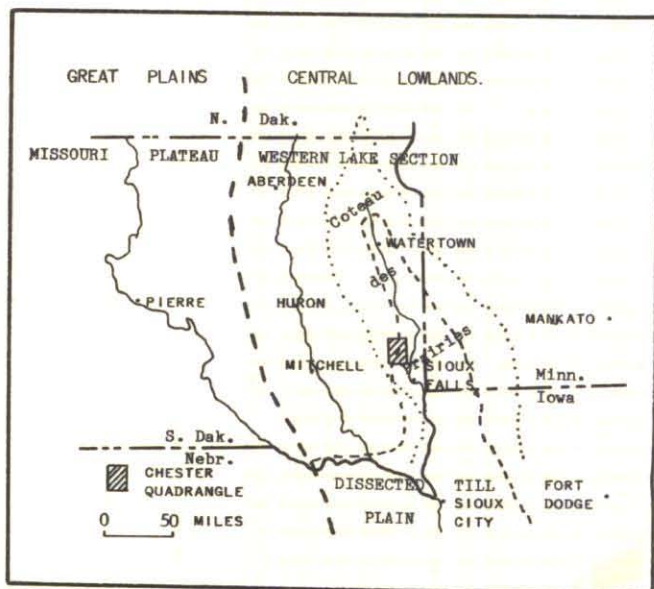 GREAT PLAINS CENTRAL LOWLANDS.
N. Dak.
MISSOURI PLATEAU WESTERN LAKE SECTION
ABERDEEN
Coteau
WATERTOWN
des
PIERRE
HURON
MANKATO
Prairies
MITCHELL
SIOUX
FALLS
Minn.
Iowa
S. Dak.
Nebr.
CHESTER
QUADRANGLE
DISSECTED TILL
PLAIN
SIOUX
CITY
FORT
DODGE
0 50
MILES